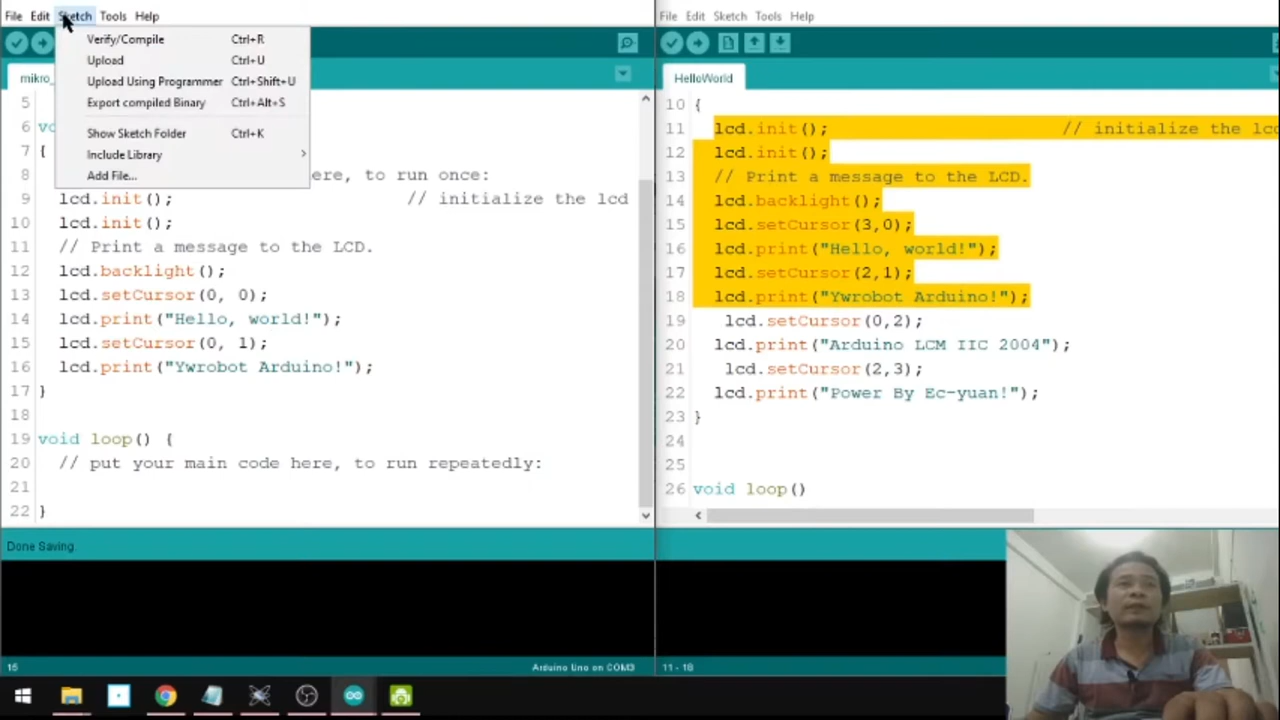 File Edit Sketch Tools Help
Verify/Compile Ctrl+R
Upload Ctrl+U
Upload Using Programmer Ctrl+Shift+U
Export compiled Binary Ctrl+Alt+S
Show Sketch Folder Ctrl+K
Include Library
Add File...
mikro_
5
6 vo
7 {
8 ere, to run once:
9 lcd.init(); // initialize the lcd
10 lcd.init();
11 // Print a message to the LCD.
12 lcd.backlight();
13 lcd.setCursor(0, 0);
14 lcd.print("Hello, world!");
15 lcd.setCursor(0, 1);
16 lcd.print("Ywrobot Arduino!");
17 }
18
19 void loop() {
20 // put your main code here, to run repeatedly:
21
22 }
Done Saving.
16 Arduino Uno on COM3
File Edit Sketch Tools Help
HelloWorld
10 {
11 lcd.init(); // initialize the lcd
12 lcd.init();
13 // Print a message to the LCD.
14 lcd.backlight();
15 lcd.setCursor(3,0);
16 lcd.print("Hello, world!");
17 lcd.setCursor(2,1);
18 lcd.print("Ywrobot Arduino!");
19 lcd.setCursor(0,2);
20 lcd.print("Arduino LCM IIC 2004");
21 lcd.setCursor(2,3);
22 lcd.print("Power By Ec-yuan!");
23 }
24
25
26 void loop()
11 - 18